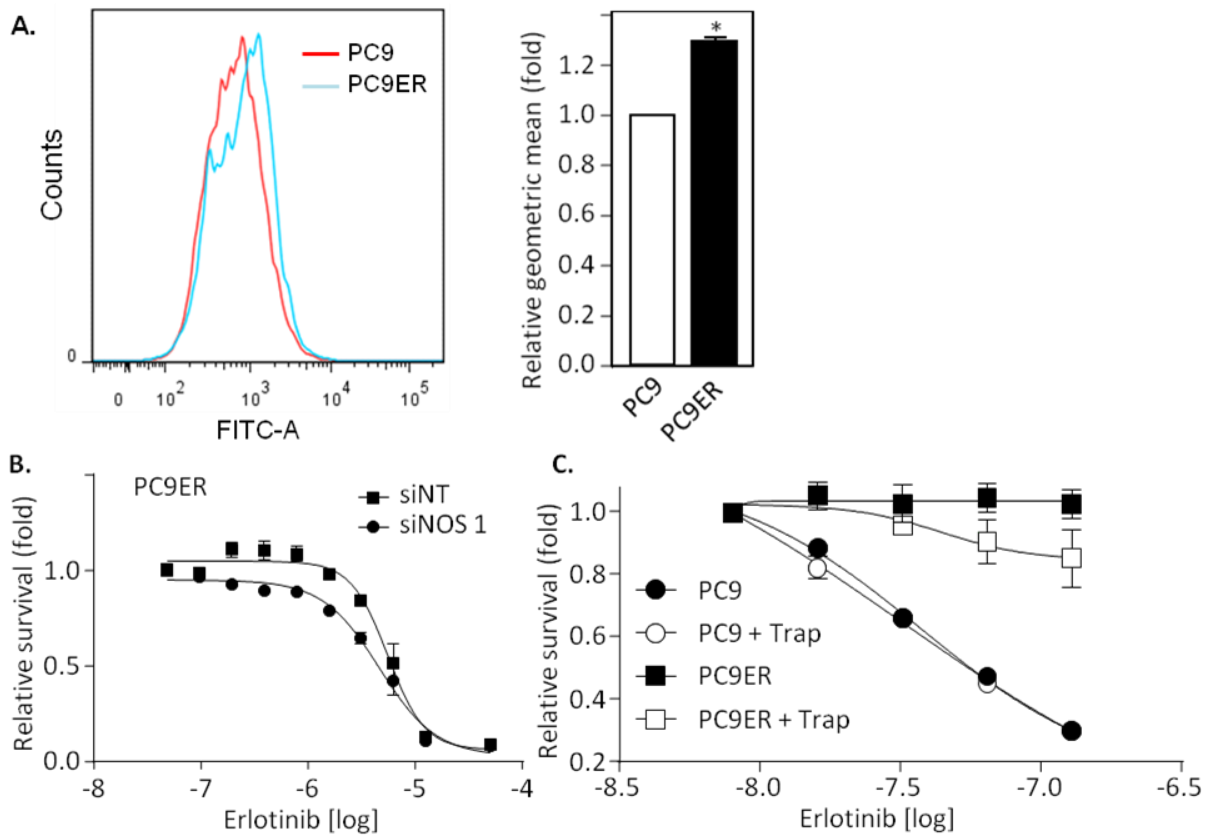 A.
PC9
PC9ER
Counts
0
0 10² 10³ 10⁴ 10⁵
FITC-A
Relative geometric mean (fold)
*
1.2
1.0
0.8
0.6
0.4
0.2
0.0
PC9
PC9ER
B.
PC9ER
siNT
siNOS 1
Relative survival (fold)
1.0
0.5
0.0
-8 -7 -6 -5 -4
Erlotinib [log]
C.
Relative survival (fold)
1.0
0.8
0.6
0.4
0.2
PC9
PC9 + Trap
PC9ER
PC9ER + Trap
-8.5 -8.0 -7.5 -7.0 -6.5
Erlotinib [log]